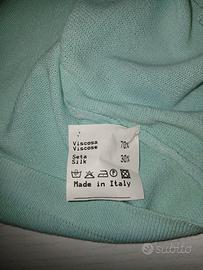 Viscosa 70%
Viscose
Seta 30%
Silk
Made in Italy
subito